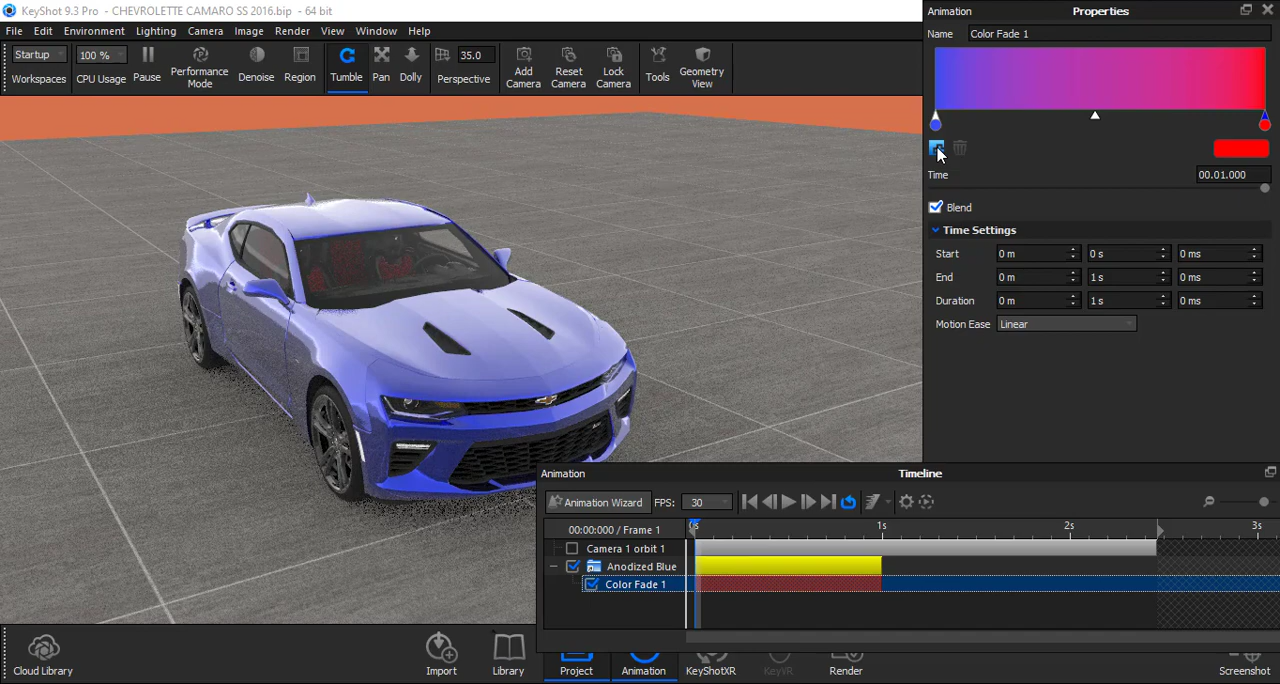 KeyShot 9.3 Pro - CHEVROLETTE CAMARO SS 2016.bip - 64 bit
File Edit Environment Lighting Camera Image Render View Window Help
Startup 100 % 35.0
Workspaces CPU Usage Pause Performance Mode Denoise Region Tumble Pan Dolly Perspective Add Camera Reset Camera Lock Camera Tools Geometry View
Animation Properties
Name Color Fade 1
Time 00.01.000
Blend
Time Settings
Start 0 m 0 s 0 ms
End 0 m 1 s 0 ms
Duration 0 m 1 s 0 ms
Motion Ease Linear
Animation Timeline
Animation Wizard FPS: 30
00:00:000 / Frame 1 1s 2s 3s
Camera 1 orbit 1
Anodized Blue
Color Fade 1
Cloud Library Import Library Project Animation KeyShotXR KeyVR Render Screenshot